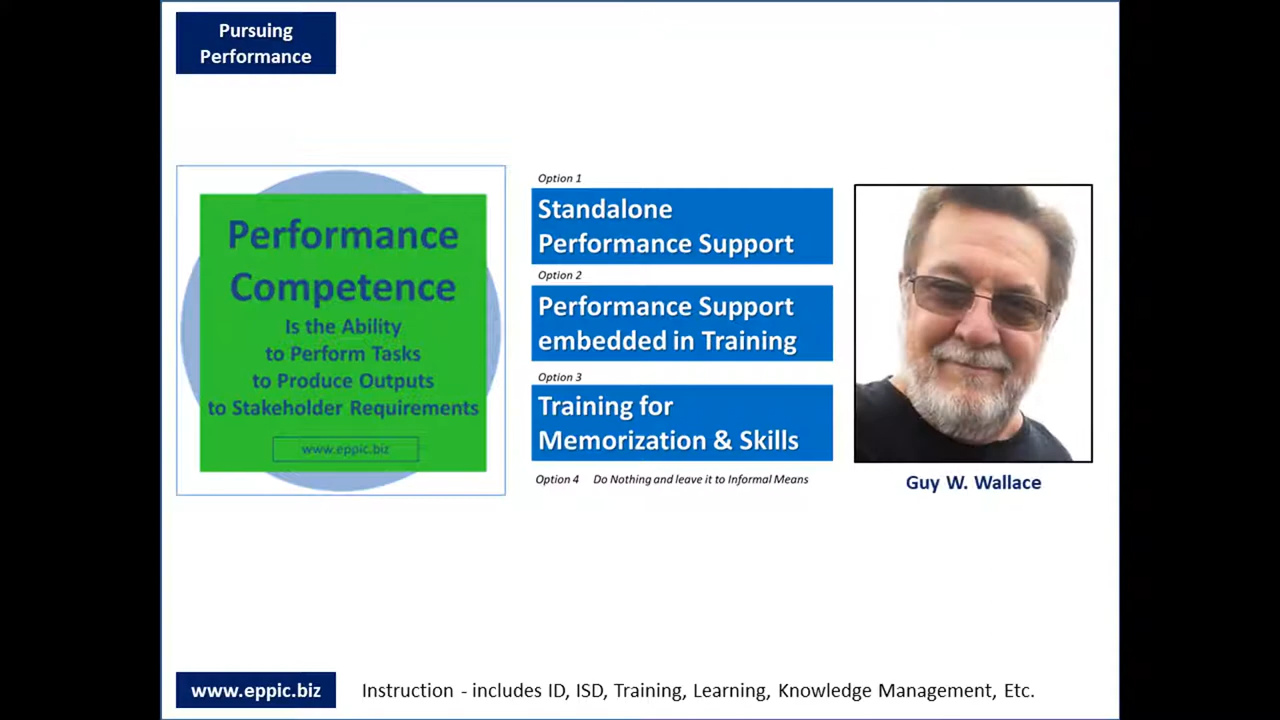 Pursuing
Performance
Performance
Competence
Is the Ability
to Perform Tasks
to Produce Outputs
to Stakeholder Requirements
www.eppic.biz
Option 1
Standalone
Performance Support
Option 2
Performance Support
embedded in Training
Option 3
Training for
Memorization & Skills
Option 4 Do Nothing and leave it to Informal Means
Guy W. Wallace
www.eppic.biz
Instruction - includes ID, ISD, Training, Learning, Knowledge Management, Etc.